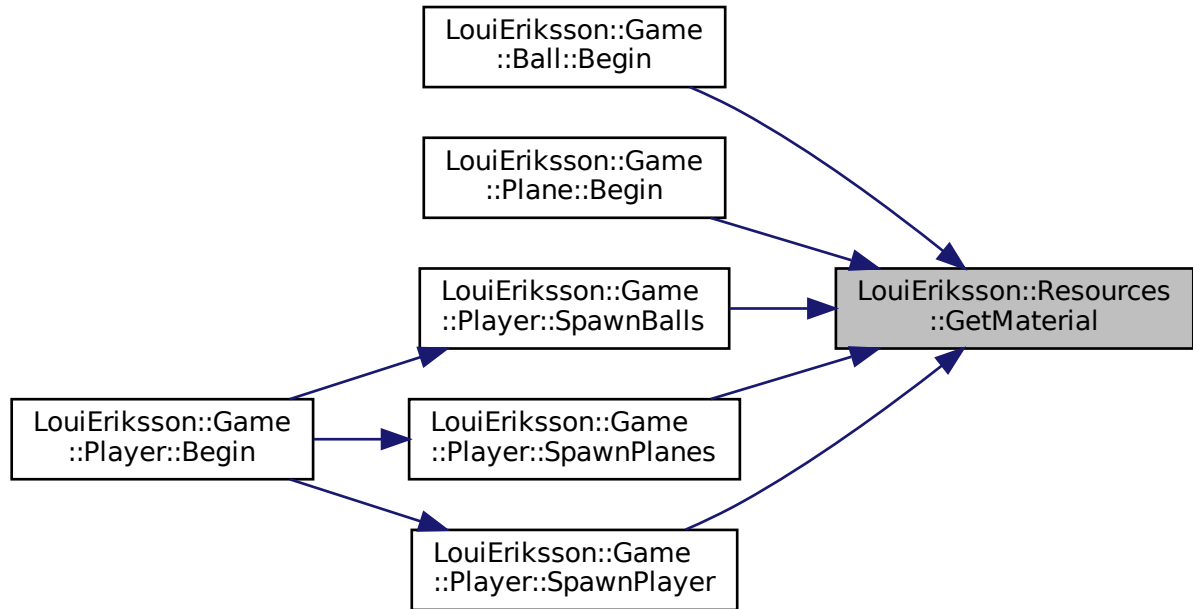 LouiEriksson::Game
::Ball::Begin
LouiEriksson::Game
::Plane::Begin
LouiEriksson::Game
::Player::SpawnBalls
LouiEriksson::Resources
::GetMaterial
LouiEriksson::Game
::Player::Begin
LouiEriksson::Game
::Player::SpawnPlanes
LouiEriksson::Game
::Player::SpawnPlayer